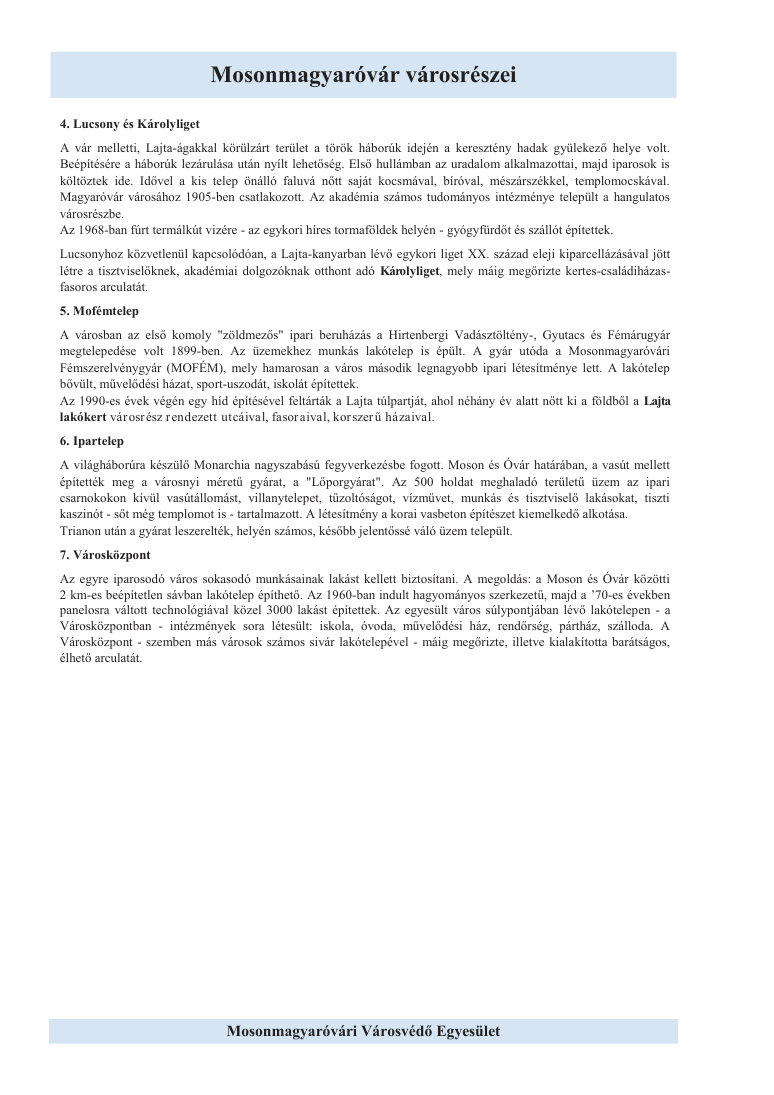 Mosonmagyaróvár városrészei
4. Lucsony és Károlyliget
A vár melletti, Lajta-ágakkal körülzárt terület a török háborúk idején a keresztény hadak gyülekező helye volt.
Beépítésére a háborúk lezárulása után nyílt lehetőség. Első hullámban az uradalom alkalmazottai, majd iparosok is
költöztek ide. Idővel a kis telep önálló faluvá nőtt saját kocsmával, bíróval, mészárszékkel, templomocskával.
Magyaróvár városához 1905-ben csatlakozott. Az akadémia számos tudományos intézménye települt a hangulatos
városrészbe.
Az 1968-ban fúrt termálkút vizére - az egykori híres tormaföldek helyén - gyógyfürdőt és szállót építettek.
Lucsonyhoz közvetlenül kapcsolódóan, a Lajta-kanyarban lévő egykori liget XX. század eleji kiparcellázásával jött
létre a tisztviselőknek, akadémiai dolgozóknak otthont adó Károlyliget, mely máig megőrizte kertes-családiházas-
fasoros arculatát.
5. Mofémtelep
A városban az első komoly "zöldmezős" ipari beruházás a Hirtenbergi Vadásztöltény-, Gyutacs és Fémárugyár
megtelepedése volt 1899-ben. Az üzemekhez munkás lakótelep is épült. A gyár utóda a Mosonmagyaróvári
Fémszerelvénygyár (MOFÉM), mely hamarosan a város második legnagyobb ipari létesítménye lett. A lakótelep
bővült, művelődési házat, sport-uszodát, iskolát építettek.
Az 1990-es évek végén egy híd építésével feltárták a Lajta túlpartját, ahol néhány év alatt nőtt ki a földből a Lajta
lakókert városrész rendezett utcáival, fasoraival, korszerű házaival.
6. Ipartelep
A világháborúra készülő Monarchia nagyszabású fegyverkezésbe fogott. Moson és Óvár határában, a vasút mellett
építették meg a városnyi méretű gyárat, a "Lőporgyárat". Az 500 holdat meghaladó területű üzem az ipari
csarnokokon kívül vasútállomást, villanytelepet, tűzoltóságot, vízművet, munkás és tisztviselő lakásokat, tiszti
kaszinót - sőt még templomot is - tartalmazott. A létesítmény a korai vasbeton építészet kiemelkedő alkotása.
Trianon után a gyárat leszerelték, helyén számos, később jelentőssé váló üzem települt.
7. Városközpont
Az egyre iparosodó város sokasodó munkásainak lakást kellett biztosítani. A megoldás: a Moson és Óvár közötti
2 km-es beépítetlen sávban lakótelep építhető. Az 1960-ban indult hagyományos szerkezetű, majd a ’70-es években
panelosra váltott technológiával közel 3000 lakást építettek. Az egyesült város súlypontjában lévő lakótelepen - a
Városközpontban - intézmények sora létesült: iskola, óvoda, művelődési ház, rendőrség, pártház, szálloda. A
Városközpont - szemben más városok számos sivár lakótelepével - máig megőrizte, illetve kialakította barátságos,
élhető arculatát.
Mosonmagyaróvári Városvédő Egyesület